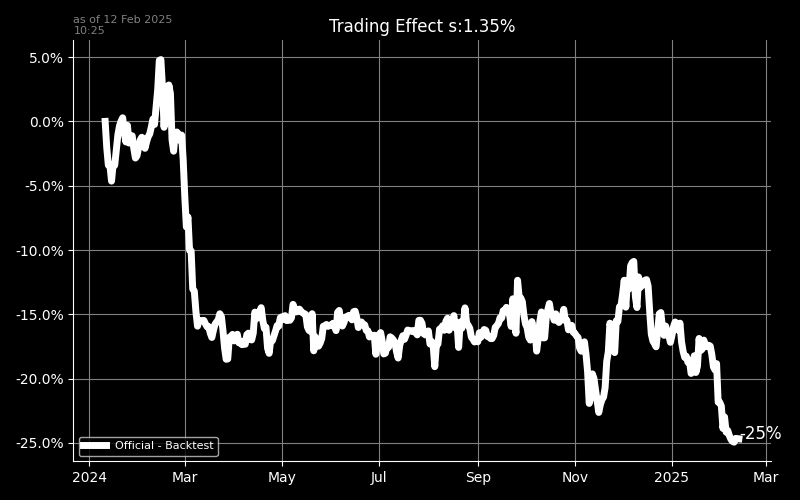 as of 12 Feb 2025
10:25
Trading Effect s:1.35%
5.0%
0.0%
-5.0%
-10.0%
-15.0%
-20.0%
-25.0%
-25%
Official - Backtest
2024
Mar
May
Jul
Sep
Nov
2025
Mar